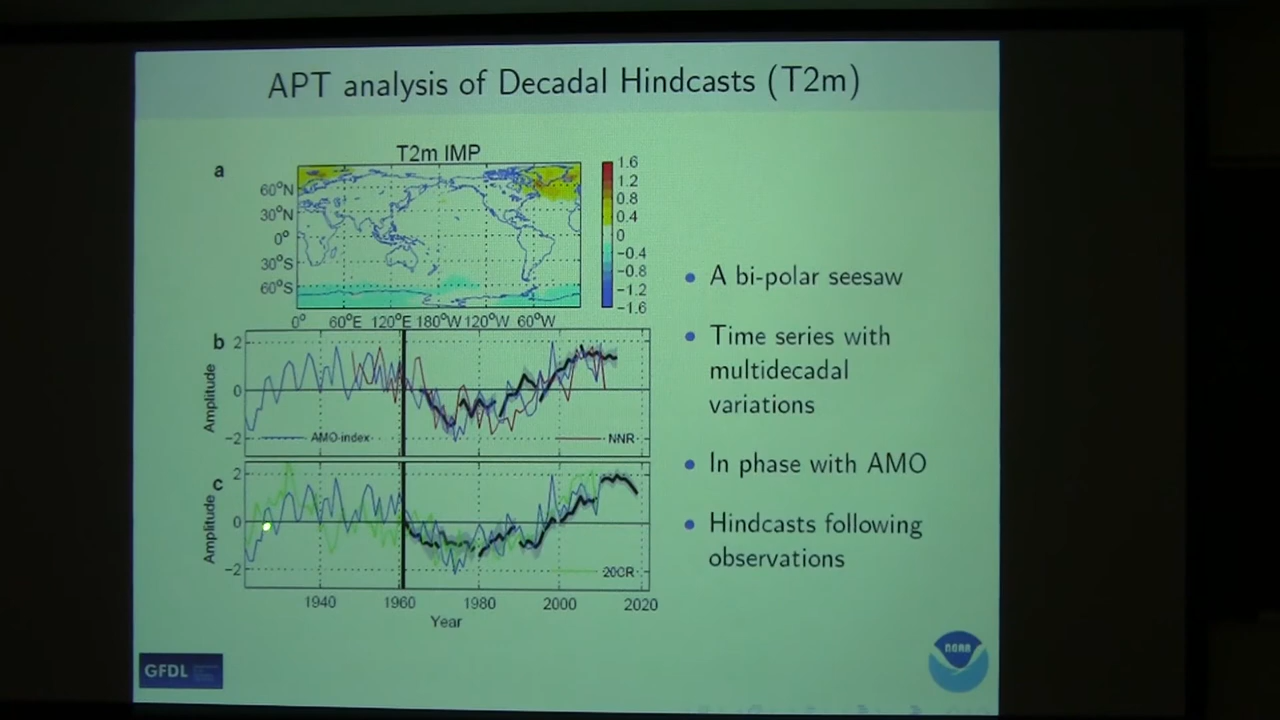 APT analysis of Decadal Hindcasts (T2m)
T2m IMP
a
60°N
30°N
0°
30°S
60°S
0° 60°E 120°E 180°W 120°W 60°W
1.6
1.2
0.8
0.4
0
−0.4
−0.8
−1.2
−1.6
b
2
0
−2
Amplitude
AMO-index
NNR
c
2
0
−2
Amplitude
20CR
1940 1960 1980 2000 2020
Year
A bi-polar seesaw
Time series with
multidecadal
variations
In phase with AMO
Hindcasts following
observations
GFDL
NOAA